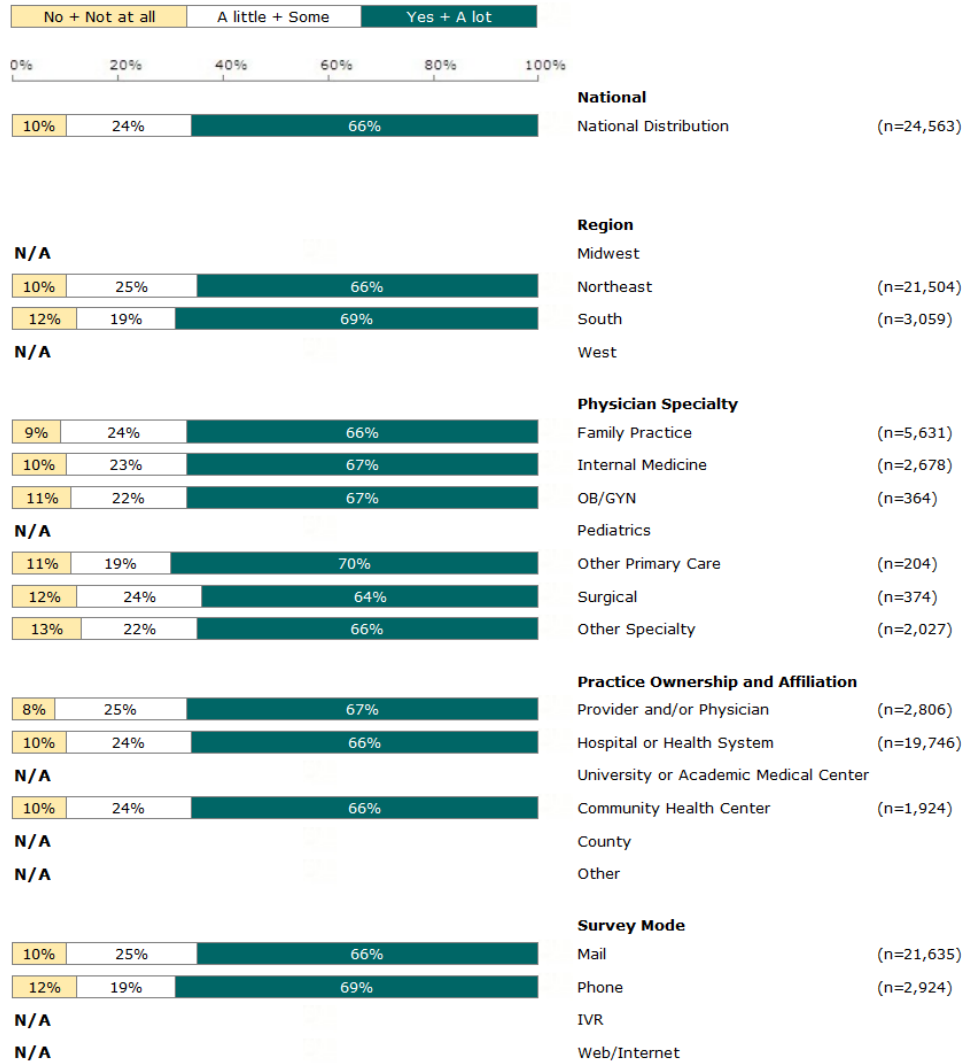 No + Not at all A little + Some Yes + A lot
0% 20% 40% 60% 80% 100%
National
10% 24% 66% National Distribution (n=24,563)
Region
N/A Midwest
10% 25% 66% Northeast (n=21,504)
12% 19% 69% South (n=3,059)
N/A West
Physician Specialty
9% 24% 66% Family Practice (n=5,631)
10% 23% 67% Internal Medicine (n=2,678)
11% 22% 67% OB/GYN (n=364)
N/A Pediatrics
11% 19% 70% Other Primary Care (n=204)
12% 24% 64% Surgical (n=374)
13% 22% 66% Other Specialty (n=2,027)
Practice Ownership and Affiliation
8% 25% 67% Provider and/or Physician (n=2,806)
10% 24% 66% Hospital or Health System (n=19,746)
N/A University or Academic Medical Center
10% 24% 66% Community Health Center (n=1,924)
N/A County
N/A Other
Survey Mode
10% 25% 66% Mail (n=21,635)
12% 19% 69% Phone (n=2,924)
N/A IVR
N/A Web/Internet